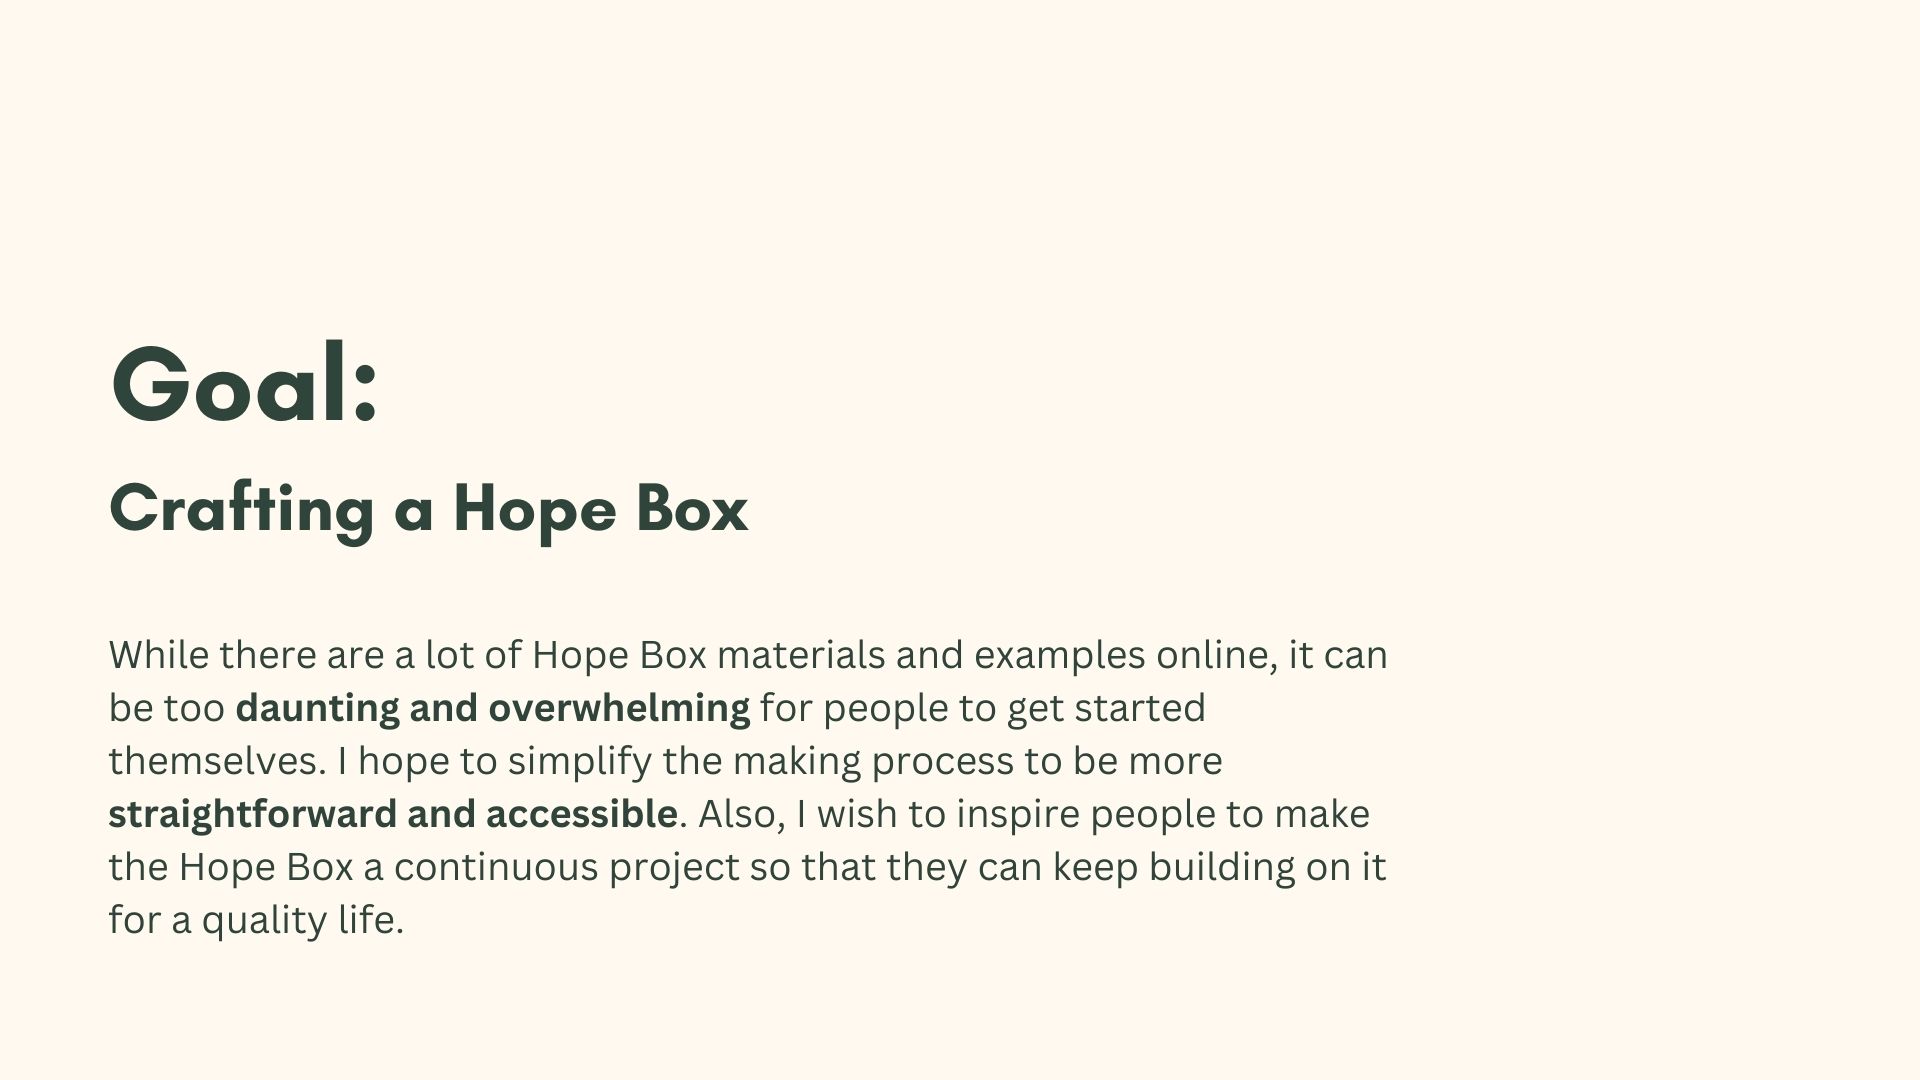 Goal:
Crafting a Hope Box
While there are a lot of Hope Box materials and examples online, it can
be too daunting and overwhelming for people to get started
themselves. I hope to simplify the making process to be more
straightforward and accessible. Also, I wish to inspire people to make
the Hope Box a continuous project so that they can keep building on it
for a quality life.